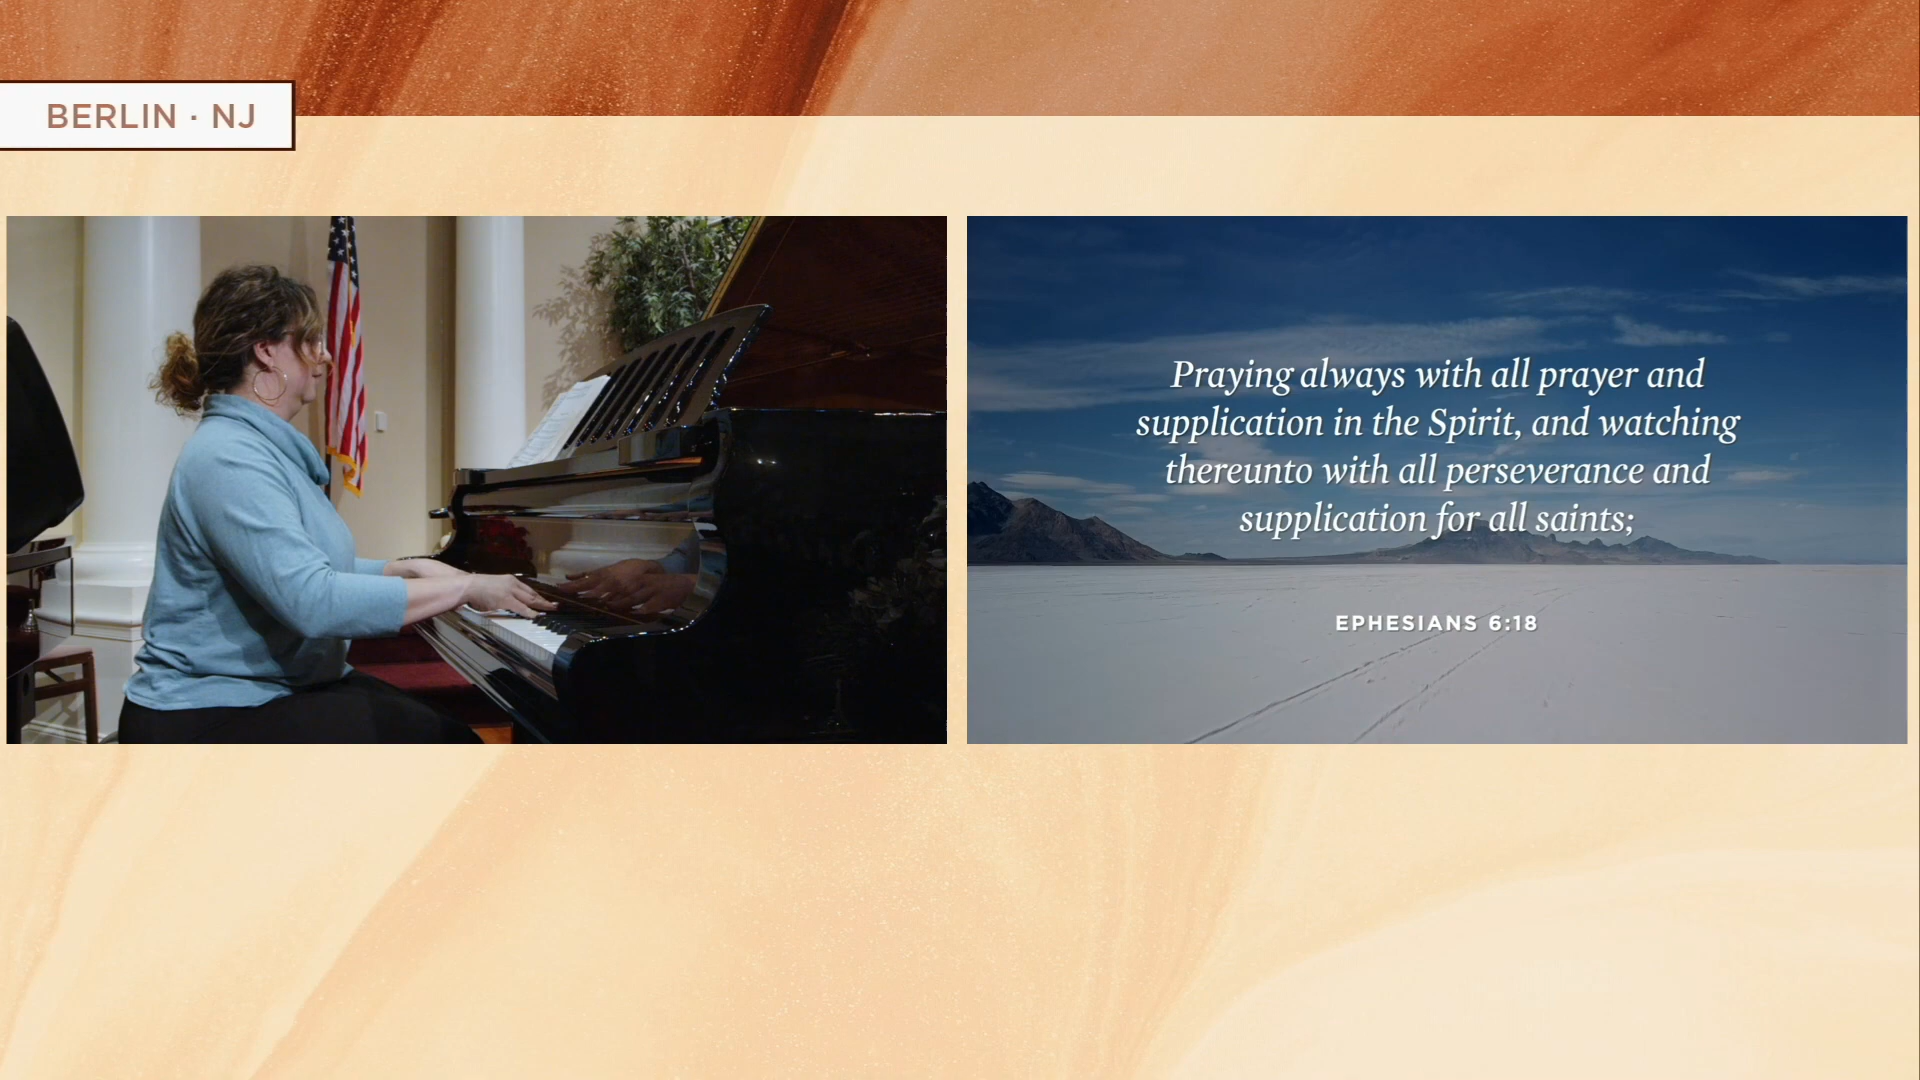 BERLIN · NJ
Praying always with all prayer and
supplication in the Spirit, and watching
thereunto with all perseverance and
supplication for all saints;
EPHESIANS 6:18